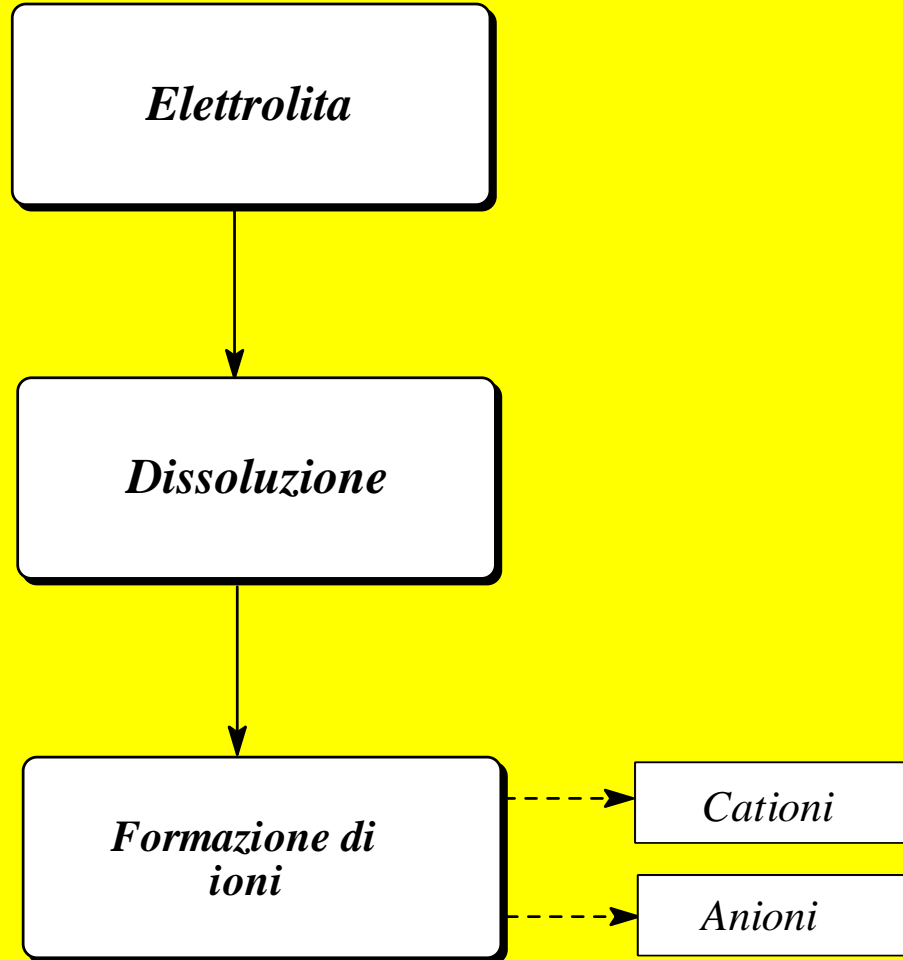 Elettrolita
Dissoluzione
Formazione di
ioni
Cationi
Anioni